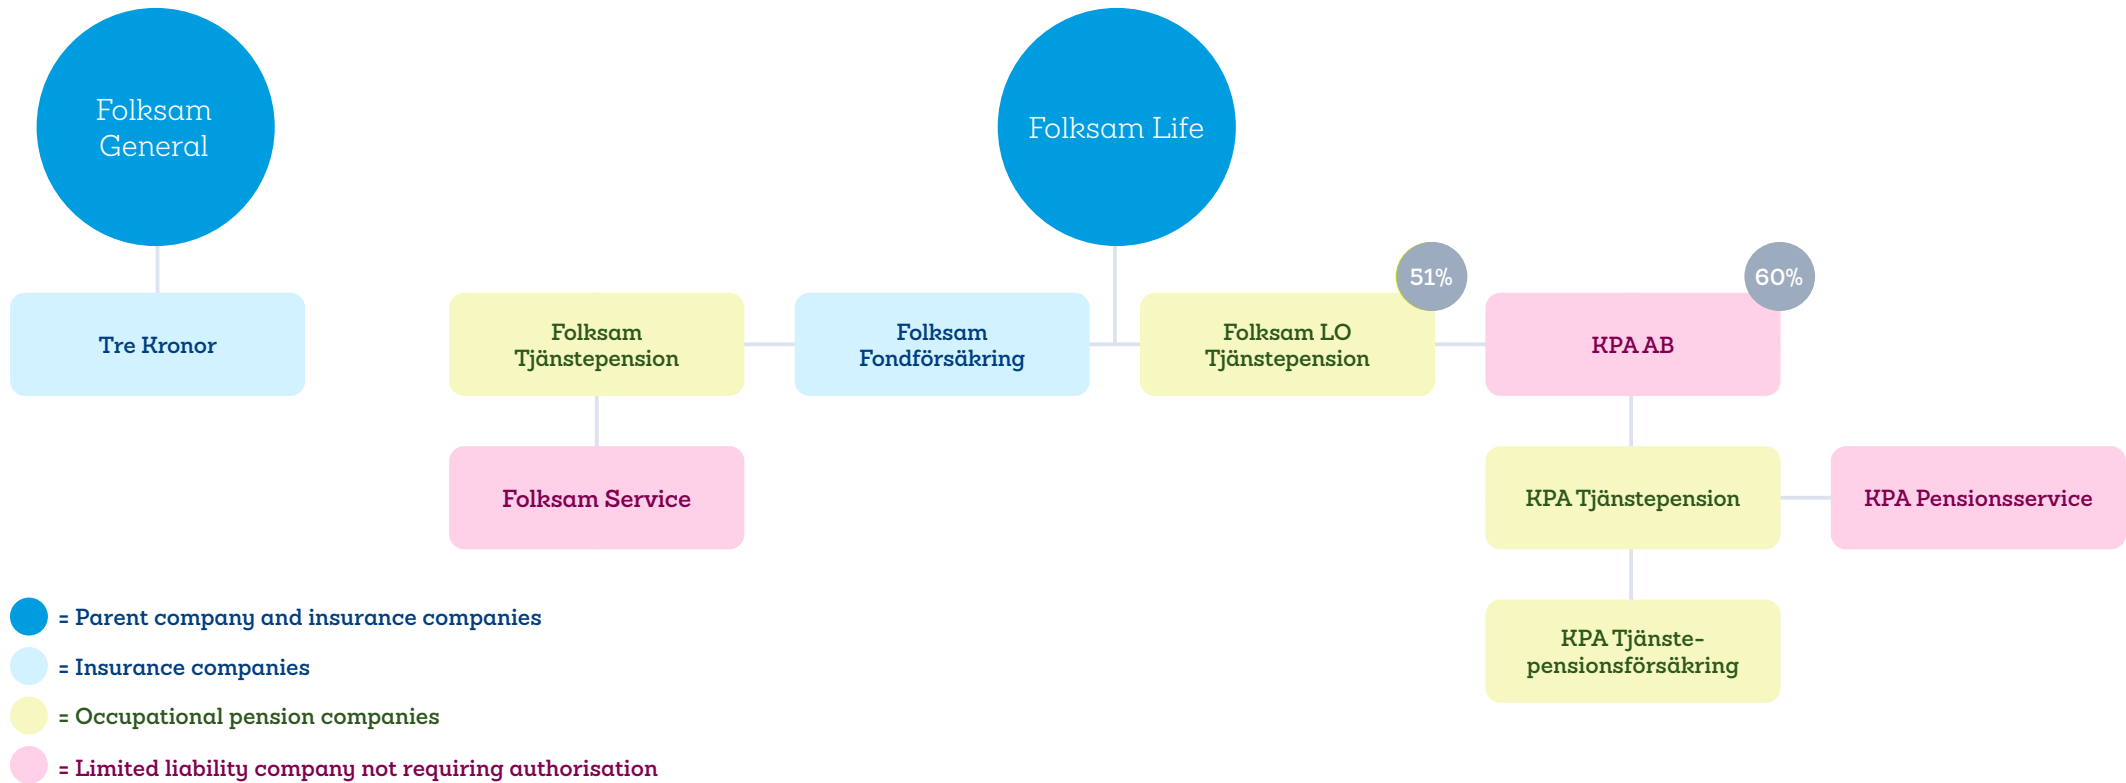 Folksam
General
Folksam Life
51%
60%
Tre Kronor
Folksam
Tjänstepension
Folksam
Fondförsäkring
Folksam LO
Tjänstepension
KPA AB
Folksam Service
KPA Tjänstepension
KPA Pensionsservice
KPA Tjänste-
pensionsförsäkring
= Parent company and insurance companies
= Insurance companies
= Occupational pension companies
= Limited liability company not requiring authorisation